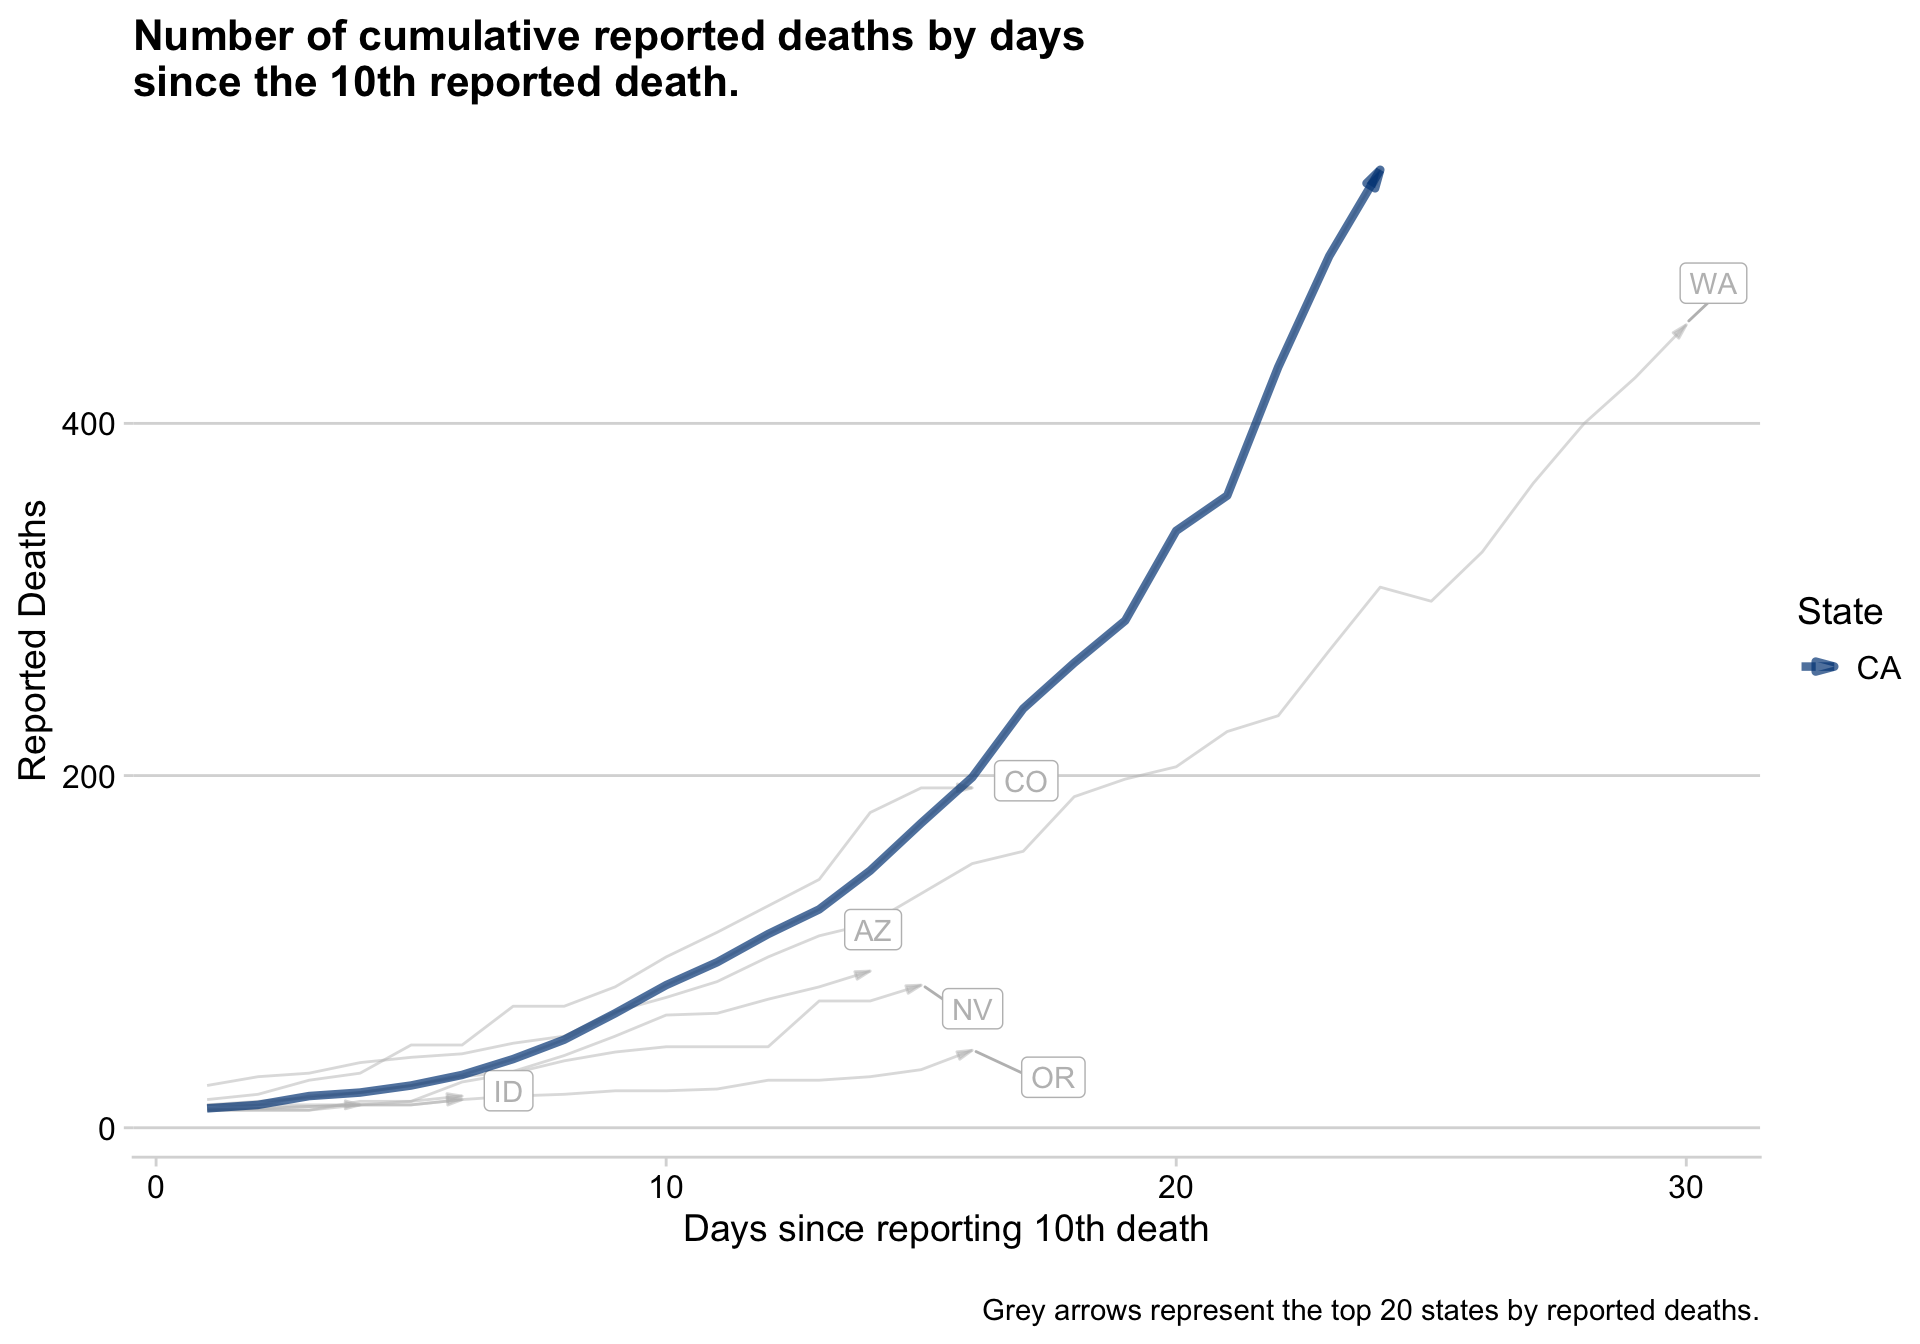 Number of cumulative reported deaths by days
since the 10th reported death.
WA
400
Reported Deaths
State
CA
200
CO
AZ
NV
OR
ID
0
0 10 20 30
Days since reporting 10th death
Grey arrows represent the top 20 states by reported deaths.